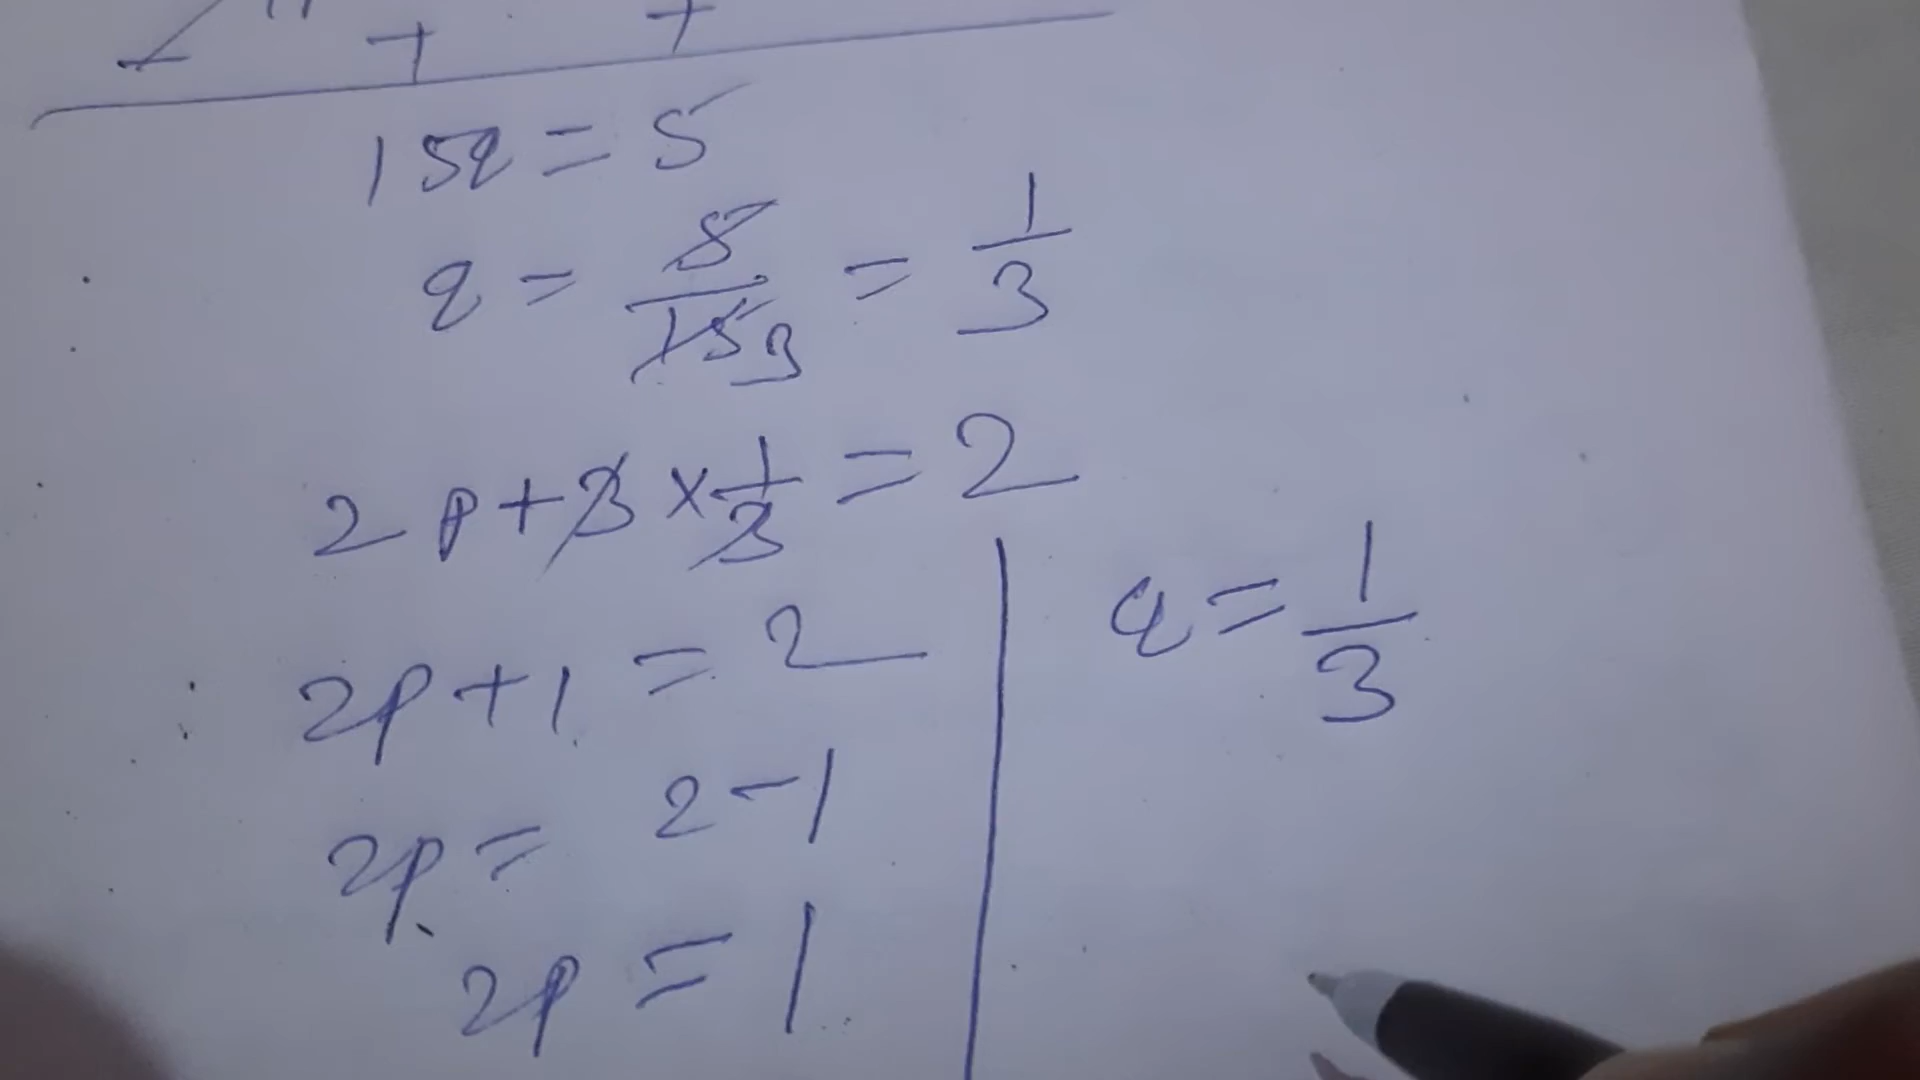 + +
15q = 5
q = 5/15 3 = 1/3
2p + 3 × 1/3 = 2
2p + 1 = 2
2p = 2 - 1
2p = 1
q = 1/3